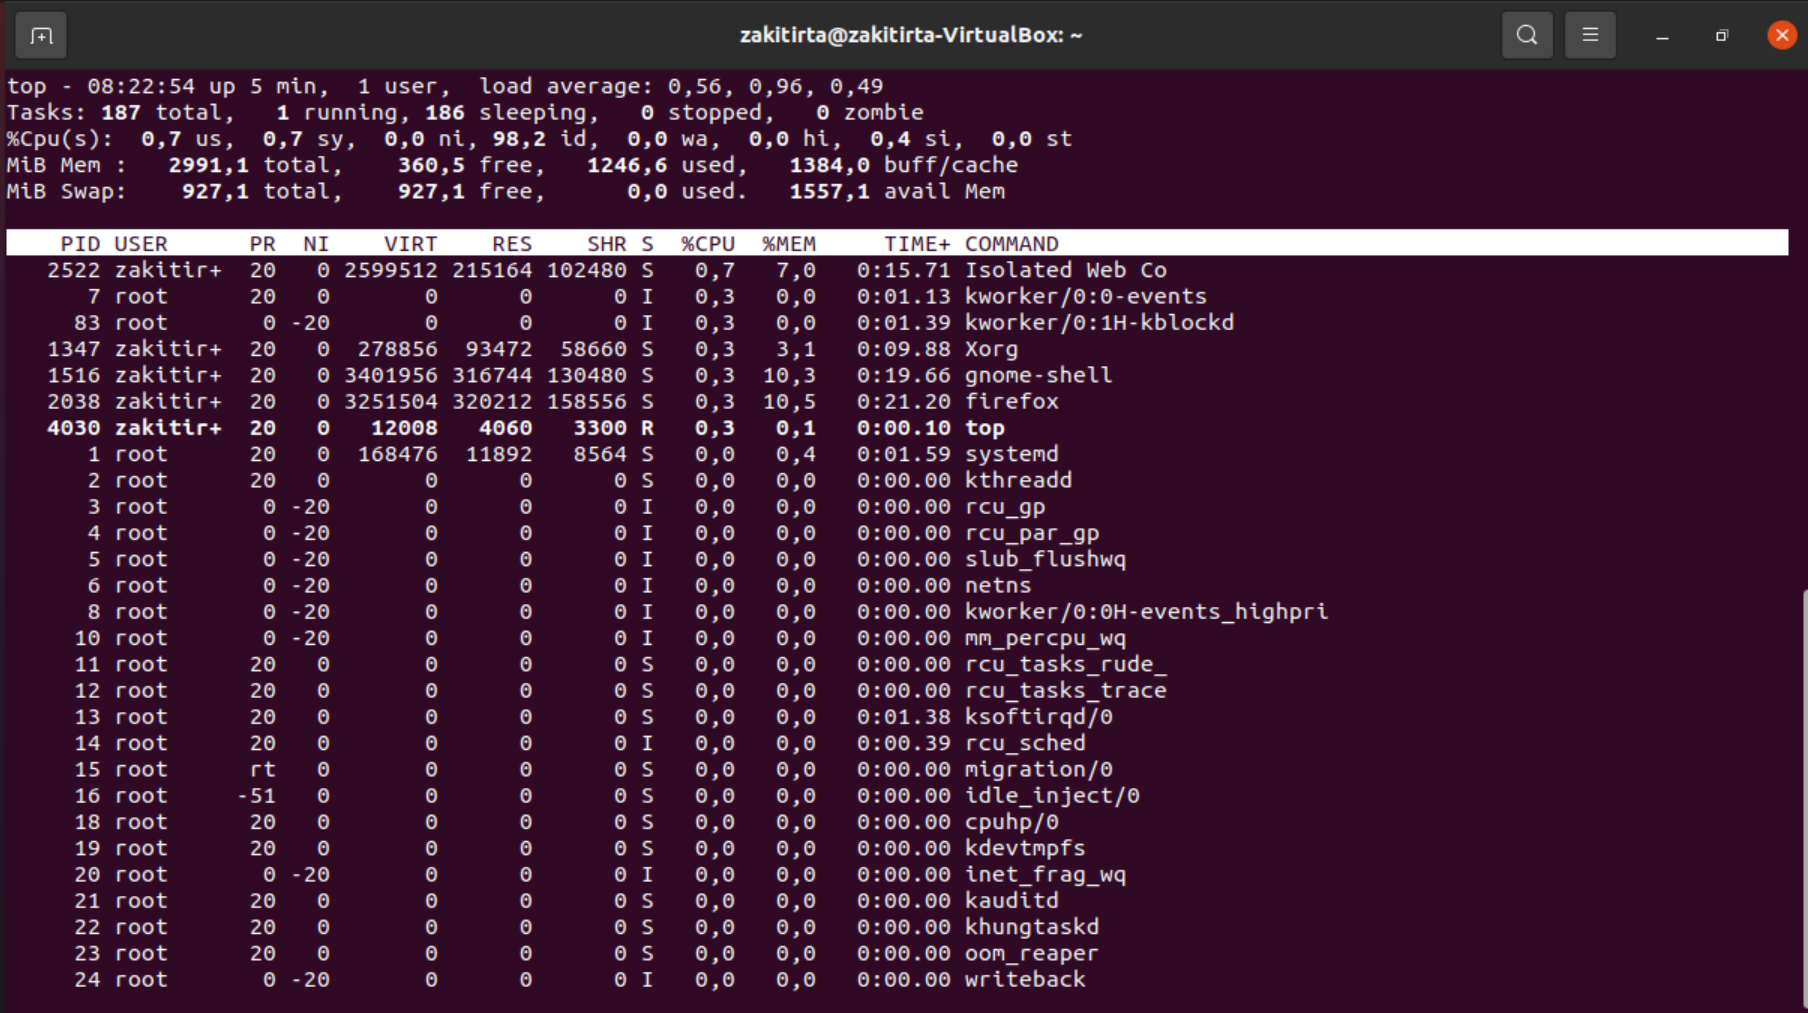 zakitirta@zakitirta-VirtualBox: ~
top - 08:22:54 up 5 min,  1 user,  load average: 0,56, 0,96, 0,49
Tasks: 187 total,   1 running, 186 sleeping,   0 stopped,   0 zombie
%Cpu(s):  0,7 us,  0,7 sy,  0,0 ni, 98,2 id,  0,0 wa,  0,0 hi,  0,4 si,  0,0 st
MiB Mem :   2991,1 total,    360,5 free,   1246,6 used,   1384,0 buff/cache
MiB Swap:    927,1 total,    927,1 free,      0,0 used.   1557,1 avail Mem
PID USER      PR  NI    VIRT    RES    SHR S  %CPU  %MEM     TIME+ COMMAND
2522 zakitir+  20   0 2599512 215164 102480 S   0,7   7,0   0:15.71 Isolated Web Co
7 root      20   0       0      0      0 I   0,3   0,0   0:01.13 kworker/0:0-events
83 root       0 -20       0      0      0 I   0,3   0,0   0:01.39 kworker/0:1H-kblockd
1347 zakitir+  20   0  278856  93472  58660 S   0,3   3,1   0:09.88 Xorg
1516 zakitir+  20   0 3401956 316744 130480 S   0,3  10,3   0:19.66 gnome-shell
2038 zakitir+  20   0 3251504 320212 158556 S   0,3  10,5   0:21.20 firefox
4030 zakitir+  20   0   12008   4060   3300 R   0,3   0,1   0:00.10 top
1 root      20   0  168476  11892   8564 S   0,0   0,4   0:01.59 systemd
2 root      20   0       0      0      0 S   0,0   0,0   0:00.00 kthreadd
3 root       0 -20       0      0      0 I   0,0   0,0   0:00.00 rcu_gp
4 root       0 -20       0      0      0 I   0,0   0,0   0:00.00 rcu_par_gp
5 root       0 -20       0      0      0 I   0,0   0,0   0:00.00 slub_flushwq
6 root       0 -20       0      0      0 I   0,0   0,0   0:00.00 netns
8 root       0 -20       0      0      0 I   0,0   0,0   0:00.00 kworker/0:0H-events_highpri
10 root       0 -20       0      0      0 I   0,0   0,0   0:00.00 mm_percpu_wq
11 root      20   0       0      0      0 S   0,0   0,0   0:00.00 rcu_tasks_rude_
12 root      20   0       0      0      0 S   0,0   0,0   0:00.00 rcu_tasks_trace
13 root      20   0       0      0      0 S   0,0   0,0   0:01.38 ksoftirqd/0
14 root      20   0       0      0      0 I   0,0   0,0   0:00.39 rcu_sched
15 root      rt   0       0      0      0 S   0,0   0,0   0:00.00 migration/0
16 root     -51   0       0      0      0 S   0,0   0,0   0:00.00 idle_inject/0
18 root      20   0       0      0      0 S   0,0   0,0   0:00.00 cpuhp/0
19 root      20   0       0      0      0 S   0,0   0,0   0:00.00 kdevtmpfs
20 root       0 -20       0      0      0 I   0,0   0,0   0:00.00 inet_frag_wq
21 root      20   0       0      0      0 S   0,0   0,0   0:00.00 kauditd
22 root      20   0       0      0      0 S   0,0   0,0   0:00.00 khungtaskd
23 root      20   0       0      0      0 S   0,0   0,0   0:00.00 oom_reaper
24 root       0 -20       0      0      0 I   0,0   0,0   0:00.00 writeback